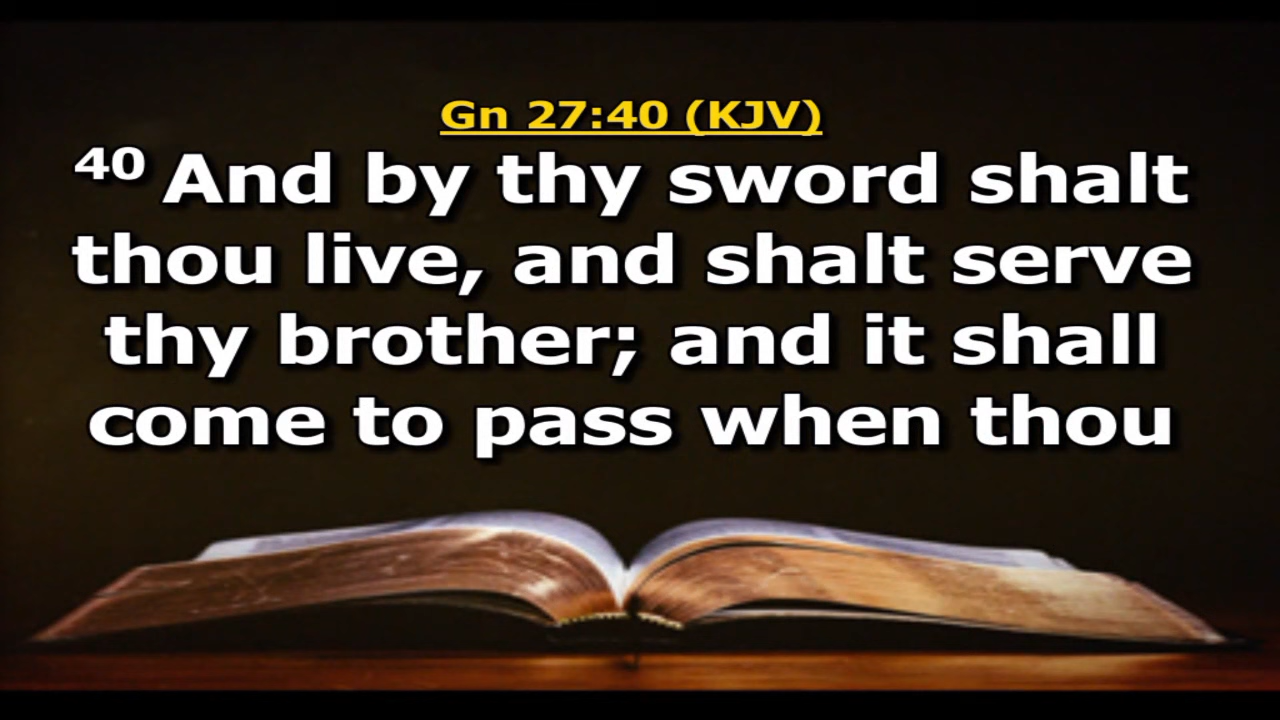 Gn 27:40 (KJV)
40 And by thy sword shalt
thou live, and shalt serve
thy brother; and it shall
come to pass when thou